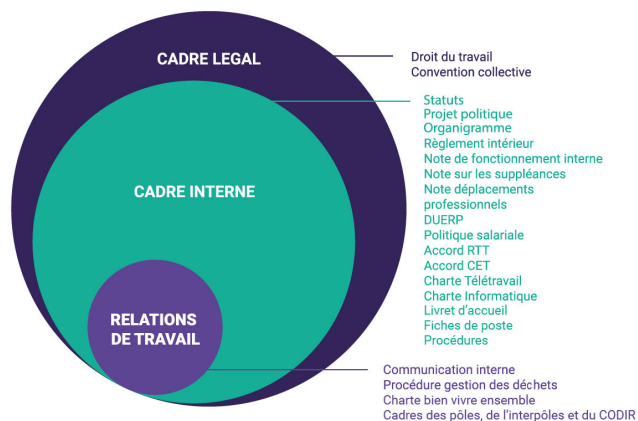 CADRE LEGAL
Droit du travail
Convention collective
CADRE INTERNE
Statuts
Projet politique
Organigramme
Règlement intérieur
Note de fonctionnement interne
Note sur les suppléances
Note déplacements
professionnels
DUERP
Politique salariale
Accord RTT
Accord CET
Charte Télétravail
Charte Informatique
Livret d'accueil
Fiches de poste
Procédures
RELATIONS
DE TRAVAIL
Communication interne
Procédure gestion des déchets
Charte bien vivre ensemble
Cadres des pôles, de l'interpôles et du CODIR